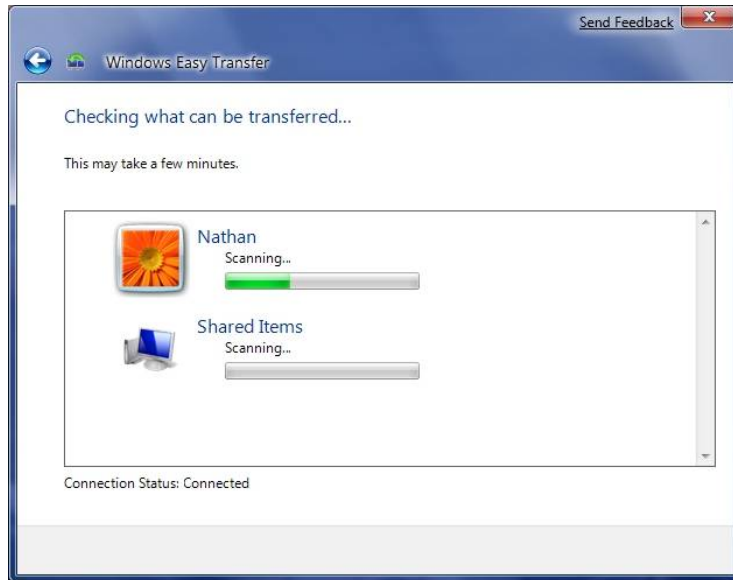 Send Feedback
Windows Easy Transfer
Checking what can be transferred...
This may take a few minutes.
Nathan
Scanning...
Shared Items
Scanning...
Connection Status: Connected